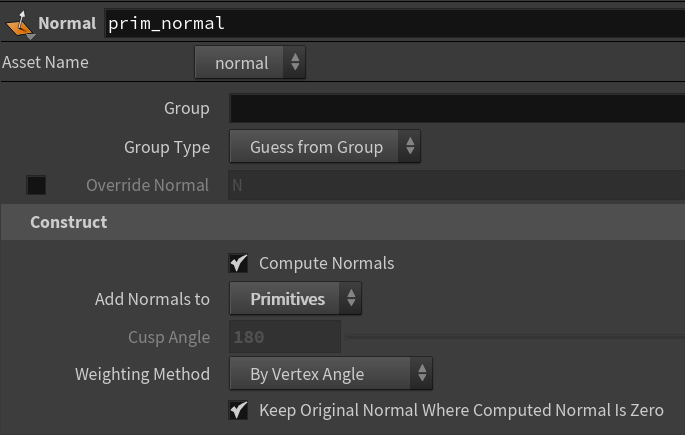 Normal prim_normal
Asset Name normal
Group
Group Type Guess from Group
Override Normal N
Construct
Compute Normals
Add Normals to Primitives
Cusp Angle 180
Weighting Method By Vertex Angle
Keep Original Normal Where Computed Normal Is Zero